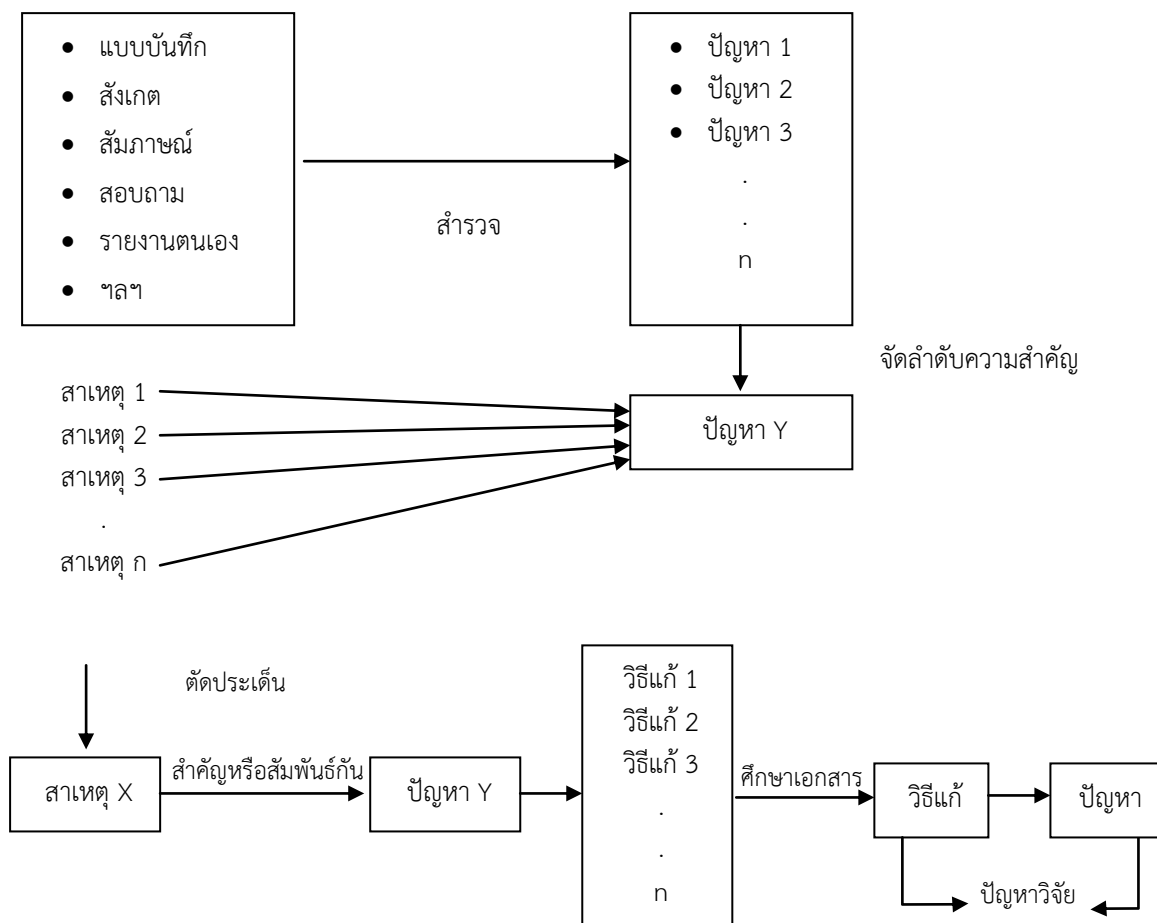 • แบบบันทึก
• สังเกต
• สัมภาษณ์
• สอบถาม
• รายงานตนเอง
• ฯลฯ
สำรวจ
• ปัญหา 1
• ปัญหา 2
• ปัญหา 3
.
.
n
จัดลำดับความสำคัญ
สาเหตุ 1
สาเหตุ 2
สาเหตุ 3
.
สาเหตุ n
ปัญหา Y
ตัดประเด็น
สาเหตุ X
สำคัญหรือสัมพันธ์กัน
ปัญหา Y
วิธีแก้ 1
วิธีแก้ 2
วิธีแก้ 3
.
.
n
ศึกษาเอกสาร
วิธีแก้
ปัญหา
ปัญหาวิจัย